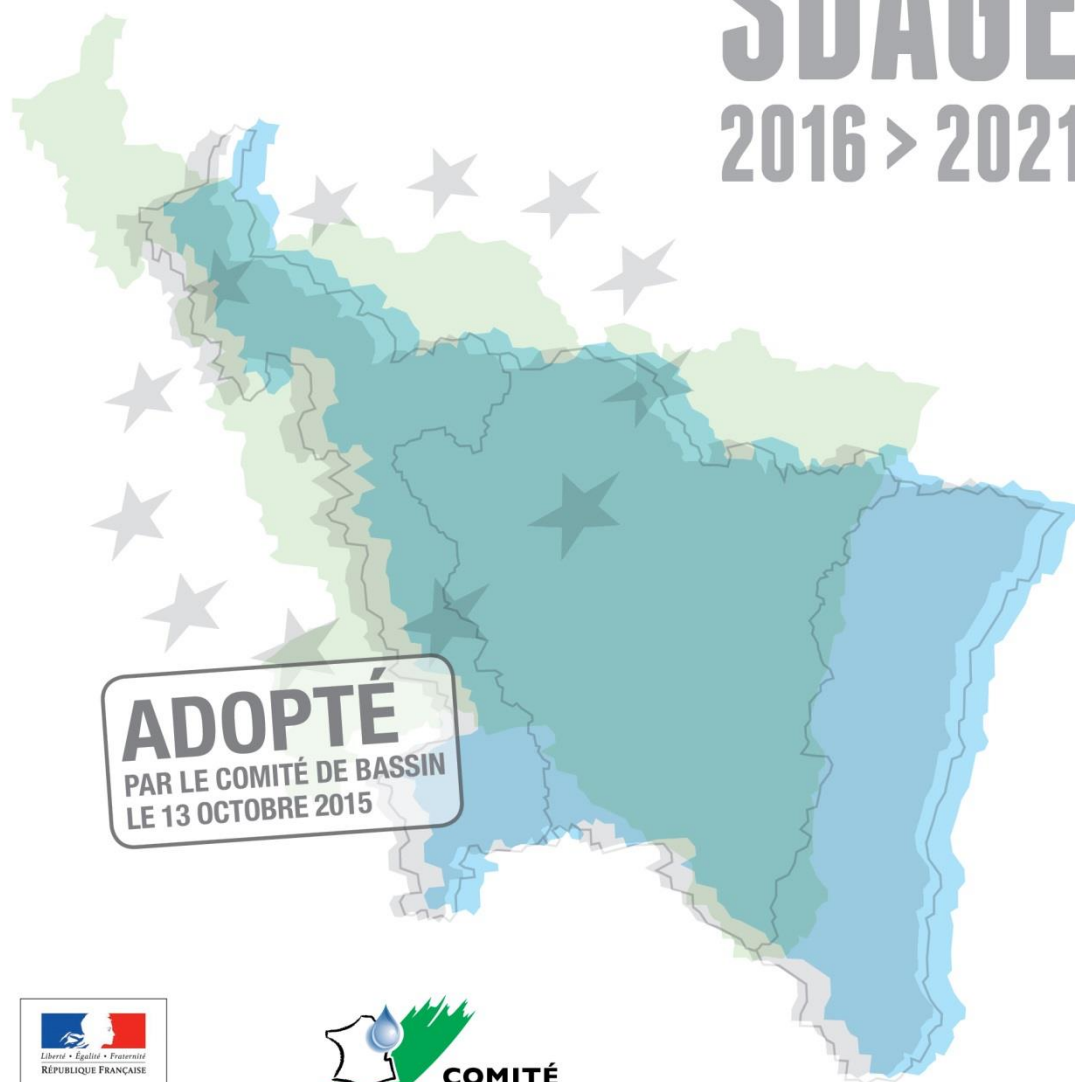 SDAGE
2016 > 2021
ADOPTÉ
PAR LE COMITÉ DE BASSIN
LE 13 OCTOBRE 2015
Liberté • Égalité • Fraternité
RÉPUBLIQUE FRANÇAISE
COMITÉ